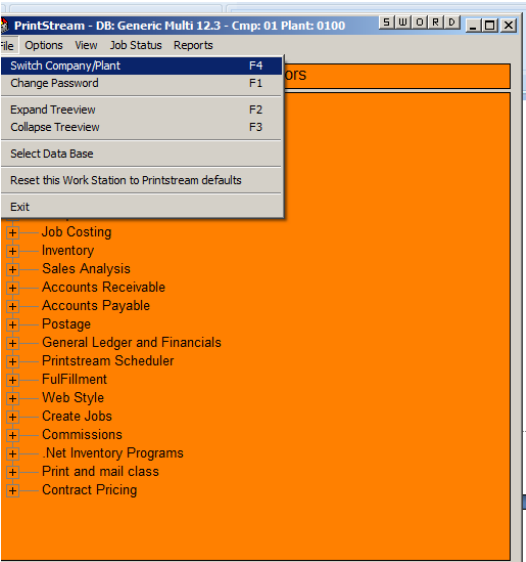 PrintStream - DB: Generic Multi 12.3 - Cmp: 01 Plant: 0100 S W O R D
File Options View Job Status Reports
Switch Company/Plant F4
ors
Change Password F1
Expand Treeview F2
Collapse Treeview F3
Select Data Base
Reset this Work Station to Printstream defaults
Exit
Job Costing
Inventory
Sales Analysis
Accounts Receivable
Accounts Payable
Postage
General Ledger and Financials
Printstream Scheduler
FulFillment
Web Style
Create Jobs
Commissions
.Net Inventory Programs
Print and mail class
Contract Pricing